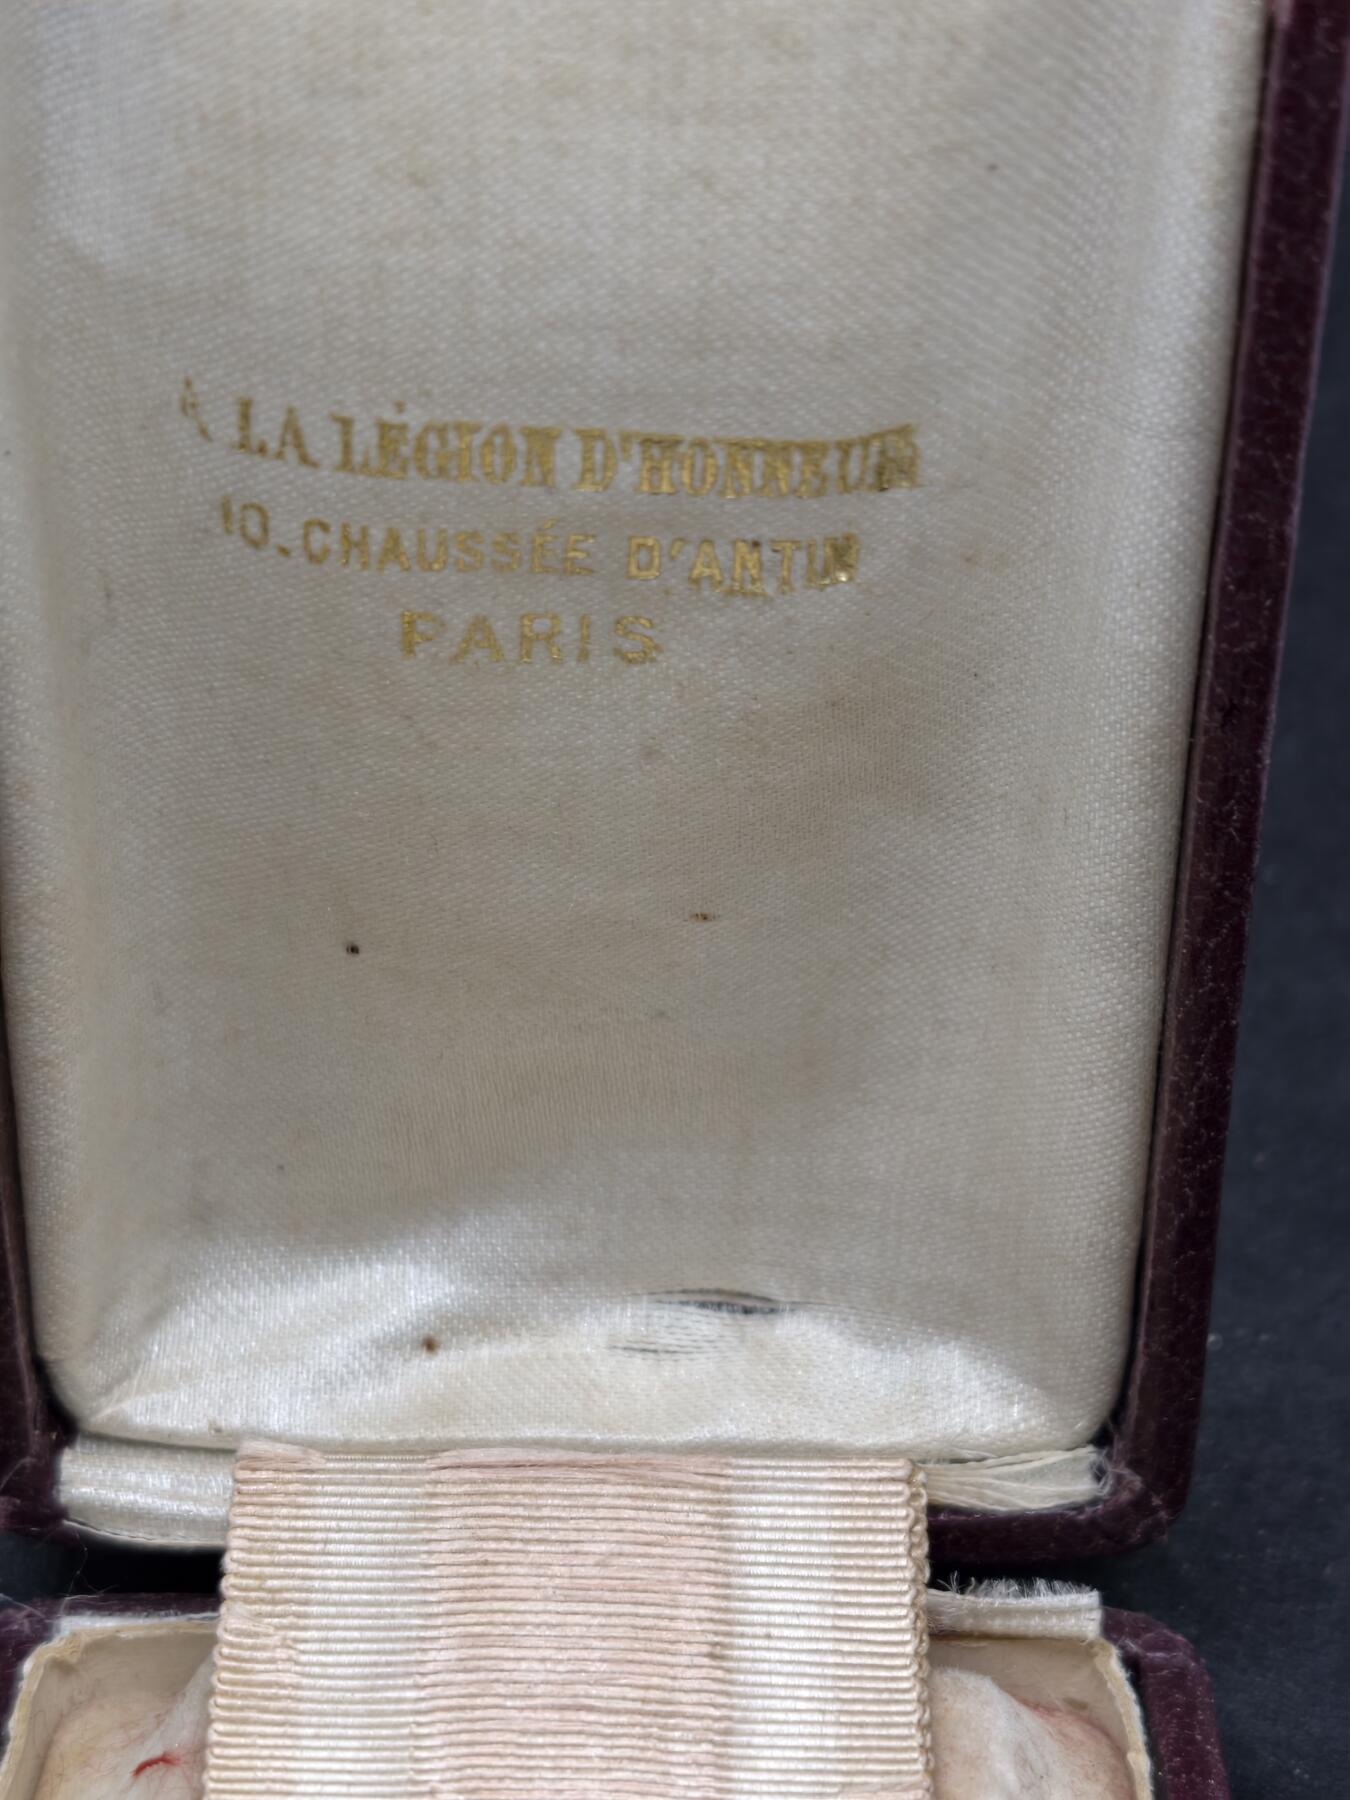 A LA LÉGION D'HONNEUR
10. CHAUSSÉE D'ANTIN
PARIS